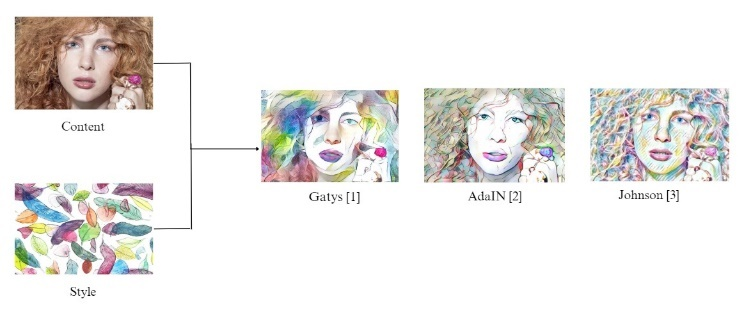 Content
Style
Gatys [1]
AdaIN [2]
Johnson [3]